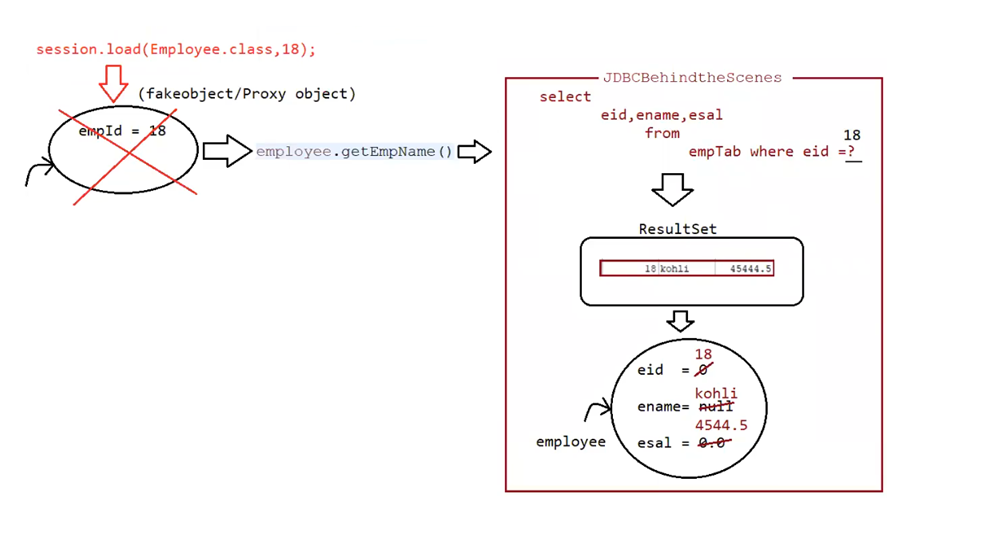 session.load(Employee.class,18);
(fakeobject/Proxy object)
empId = 18
employee.getEmpName()
JDBCBehindtheScenes
select
eid,ename,esal
from
18
empTab where eid =?
ResultSet
18 kohli 45444.5
18
eid = 0
kohli
ename= null
4544.5
esal = 0.0
employee